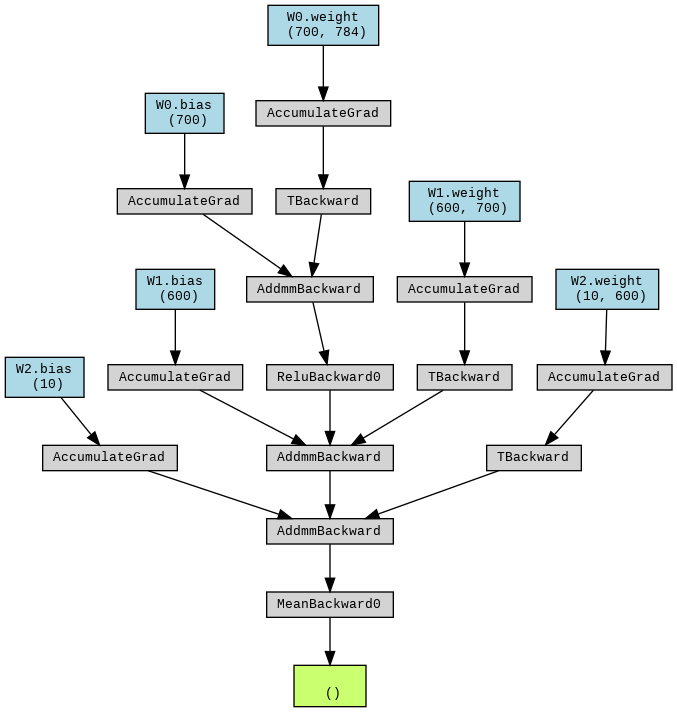 W0.weight
(700, 784)
W0.bias
(700)
AccumulateGrad
AccumulateGrad
TBackward
W1.weight
(600, 700)
W1.bias
(600)
AddmmBackward
AccumulateGrad
W2.weight
(10, 600)
W2.bias
(10)
AccumulateGrad
ReluBackward0
TBackward
AccumulateGrad
AccumulateGrad
AddmmBackward
TBackward
AddmmBackward
MeanBackward0
()